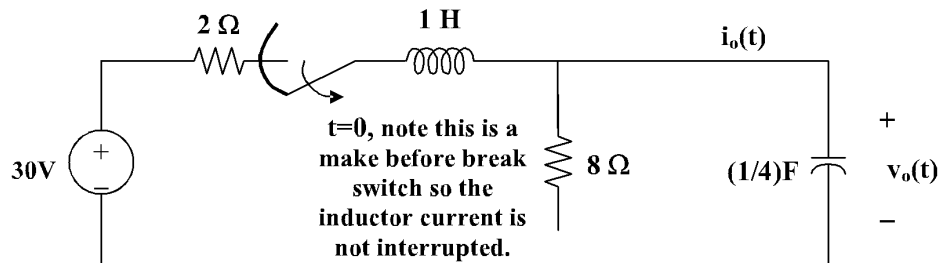 2 Ω
1 H
i₀(t)
t=0, note this is a
make before break
switch so the
inductor current is
not interrupted.
30V
+
–
8 Ω
(1/4)F
+
v₀(t)
–